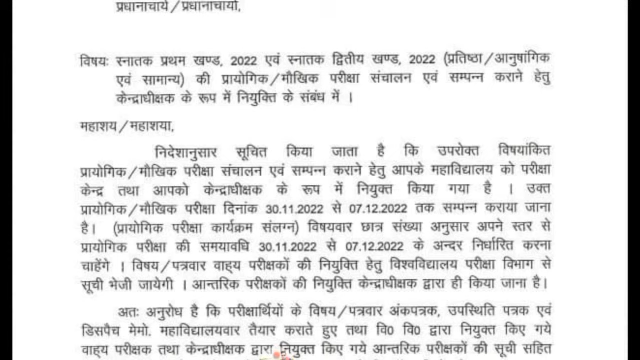 प्रधानाचार्य/प्रधानाचार्या,
विषयः स्नातक प्रथम खण्ड, 2022 एवं स्नातक द्वितीय खण्ड, 2022 (प्रतिष्ठा/आनुषांगिक
एवं सामान्य) की प्रायोगिक/मौखिक परीक्षा संचालन एवं सम्पन्न कराने हेतु
केन्द्राधीक्षक के रूप में नियुक्ति के संबंध में ।
महाशय/महाशया,
निदेशानुसार सूचित किया जाता है कि उपरोक्त विषयांकित
प्रायोगिक/मौखिक परीक्षा संचालन एवं सम्पन्न कराने हेतु आपके महाविद्यालय को परीक्षा
केन्द्र तथा आपको केन्द्राधीक्षक के रूप में नियुक्त किया गया है । उक्त
प्रायोगिक/मौखिक परीक्षा दिनांक 30.11.2022 से 07.12.2022 तक सम्पन्न कराया जाना
है। (प्रायोगिक परीक्षा कार्यक्रम संलग्न) विषयवार छात्र संख्या अनुसार अपने स्तर से
प्रायोगिक परीक्षा की समयावधि 30.11.2022 से 07.12.2022 के अन्दर निर्धारित करना
चाहेंगे । विषय/पत्रवार वाह्य परीक्षकों की नियुक्ति हेतु विश्वविद्यालय परीक्षा विभाग से
सूची भेजी जायेगी । आन्तरिक परीक्षकों की नियुक्ति केन्द्राधीक्षक द्वारा ही किया जाना है।
अतः अनुरोध है कि परीक्षार्थियों के विषय/पत्रवार अंकपत्रक, उपस्थिति पत्रक एवं
डिसपैच मेमो. महाविद्यालयवार तैयार कराते हुए तथा वि0 वि0 द्वारा नियुक्त किए गये
वाह्य परीक्षक तथा केन्द्राधीक्षक द्वारा नियुक्त किए गये आन्तरिक परीक्षकों की सूची सहित